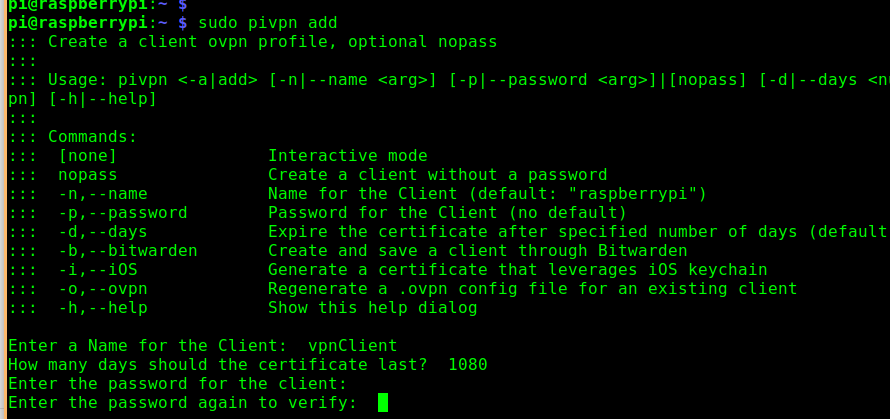 pi@raspberrypi:~ $
pi@raspberrypi:~ $ sudo pivpn add
::: Create a client ovpn profile, optional nopass
:::
::: Usage: pivpn <-a|add> [-n|--name <arg>] [-p|--password <arg>]|[nopass] [-d|--days <nu
pn] [-h|--help]
:::
::: Commands:
:::  [none]               Interactive mode
:::  nopass               Create a client without a password
:::  -n,--name            Name for the Client (default: "raspberrypi")
:::  -p,--password        Password for the Client (no default)
:::  -d,--days            Expire the certificate after specified number of days (default
:::  -b,--bitwarden       Create and save a client through Bitwarden
:::  -i,--iOS             Generate a certificate that leverages iOS keychain
:::  -o,--ovpn            Regenerate a .ovpn config file for an existing client
:::  -h,--help            Show this help dialog
Enter a Name for the Client:  vpnClient
How many days should the certificate last?  1080
Enter the password for the client:
Enter the password again to verify: